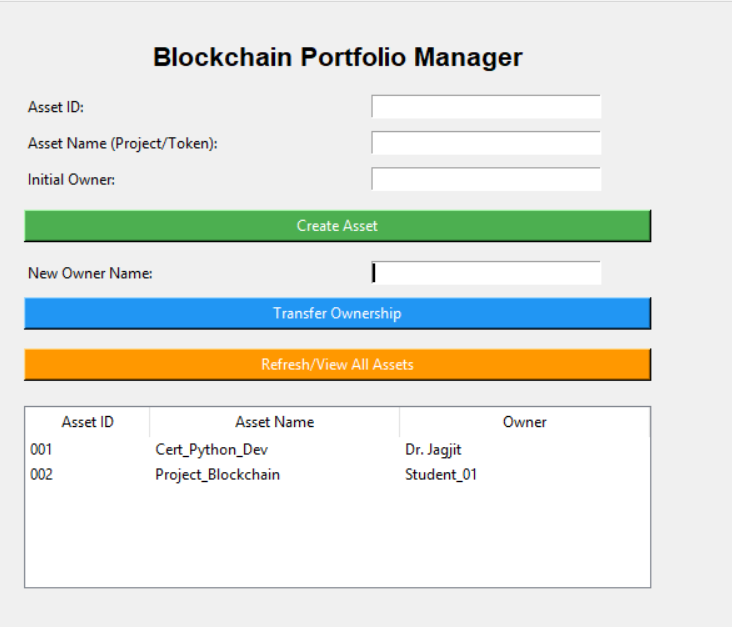 Blockchain Portfolio Manager
Asset ID:
Asset Name (Project/Token):
Initial Owner:
Create Asset
New Owner Name:
Transfer Ownership
Refresh/View All Assets
Asset ID Asset Name Owner
001 Cert_Python_Dev Dr. Jagjit
002 Project_Blockchain Student_01